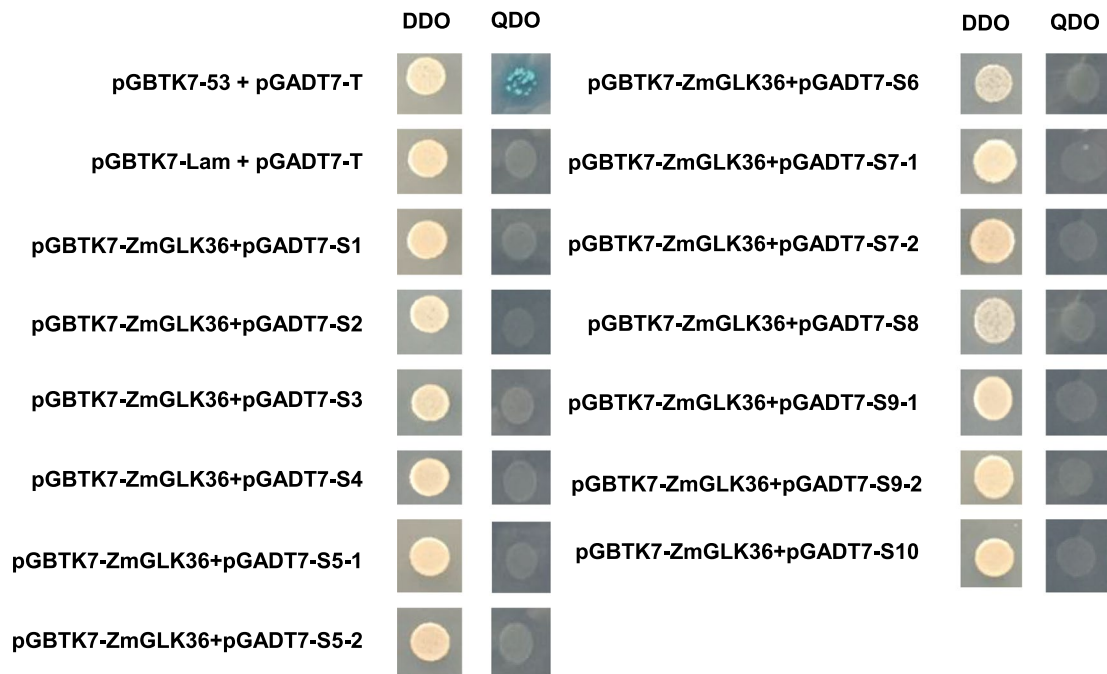 DDO QDO
pGBTK7-53 + pGADT7-T
pGBTK7-Lam + pGADT7-T
pGBTK7-ZmGLK36+pGADT7-S1
pGBTK7-ZmGLK36+pGADT7-S2
pGBTK7-ZmGLK36+pGADT7-S3
pGBTK7-ZmGLK36+pGADT7-S4
pGBTK7-ZmGLK36+pGADT7-S5-1
pGBTK7-ZmGLK36+pGADT7-S5-2
DDO QDO
pGBTK7-ZmGLK36+pGADT7-S6
pGBTK7-ZmGLK36+pGADT7-S7-1
pGBTK7-ZmGLK36+pGADT7-S7-2
pGBTK7-ZmGLK36+pGADT7-S8
pGBTK7-ZmGLK36+pGADT7-S9-1
pGBTK7-ZmGLK36+pGADT7-S9-2
pGBTK7-ZmGLK36+pGADT7-S10